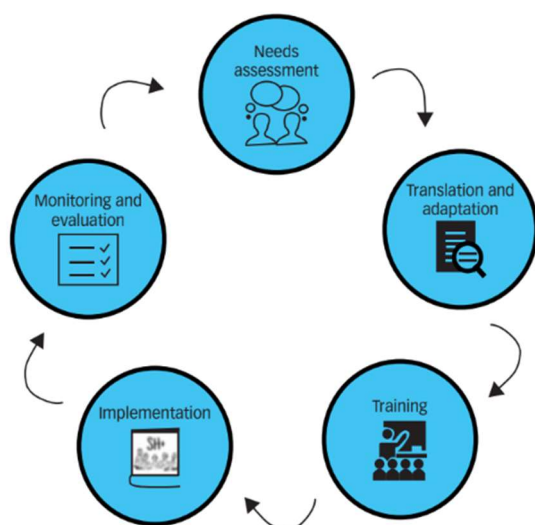 Needs
assessment
Translation and
adaptation
Training
Implementation
SH+
Monitoring and
evaluation